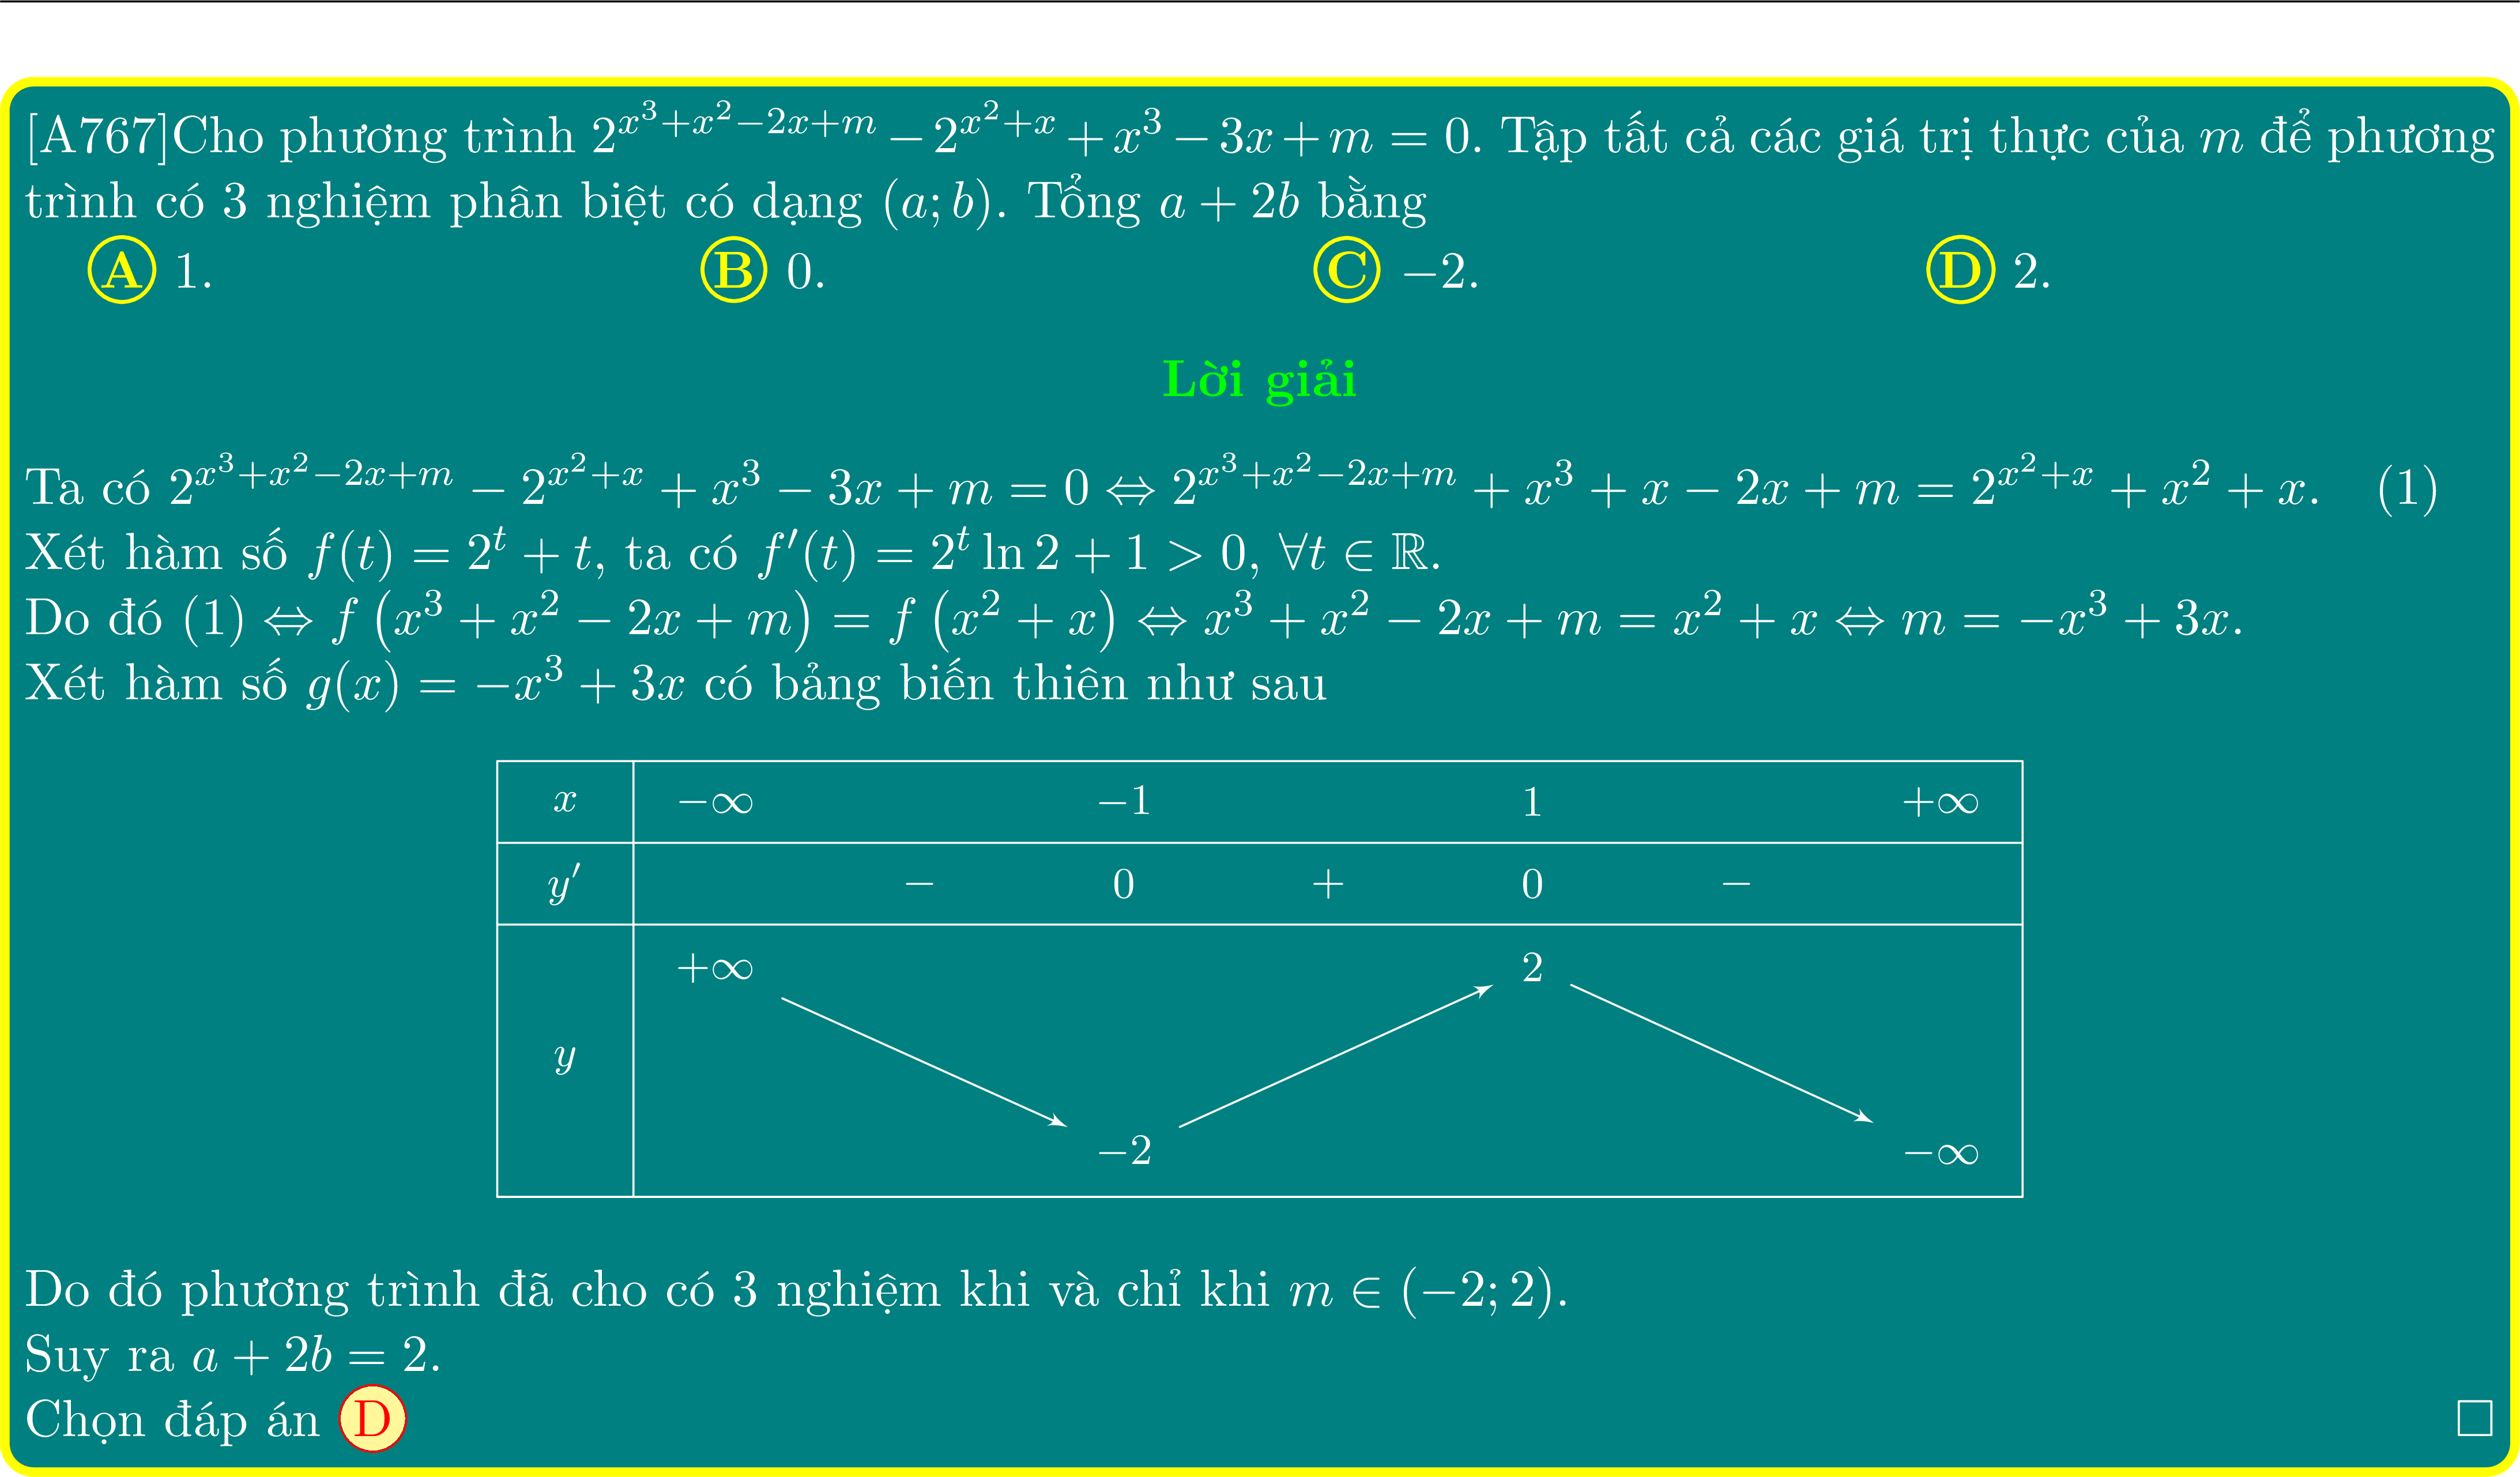 [A767]Cho phương trình $2^{x^3+x^2-2x+m} - 2^{x^2+x} + x^3 - 3x + m = 0$. Tập tất cả các giá trị thực của $m$ để phương
trình có 3 nghiệm phân biệt có dạng $(a; b)$. Tổng $a + 2b$ bằng
A 1. B 0. C −2. D 2.
Lời giải
Ta có $2^{x^3+x^2-2x+m} - 2^{x^2+x} + x^3 - 3x + m = 0 \Leftrightarrow 2^{x^3+x^2-2x+m} + x^3 + x - 2x + m = 2^{x^2+x} + x^2 + x$. (1)
Xét hàm số $f(t) = 2^t + t$, ta có $f'(t) = 2^t \ln 2 + 1 > 0, \forall t \in \mathbb{R}$.
Do đó $(1) \Leftrightarrow f\left(x^3 + x^2 - 2x + m\right) = f\left(x^2 + x\right) \Leftrightarrow x^3 + x^2 - 2x + m = x^2 + x \Leftrightarrow m = -x^3 + 3x$.
Xét hàm số $g(x) = -x^3 + 3x$ có bảng biến thiên như sau
x −∞ −1 1 +∞
y′ − 0 + 0 −
+∞ 2
y
−2 −∞
Do đó phương trình đã cho có 3 nghiệm khi và chỉ khi $m \in (-2; 2)$.
Suy ra $a + 2b = 2$.
Chọn đáp án D